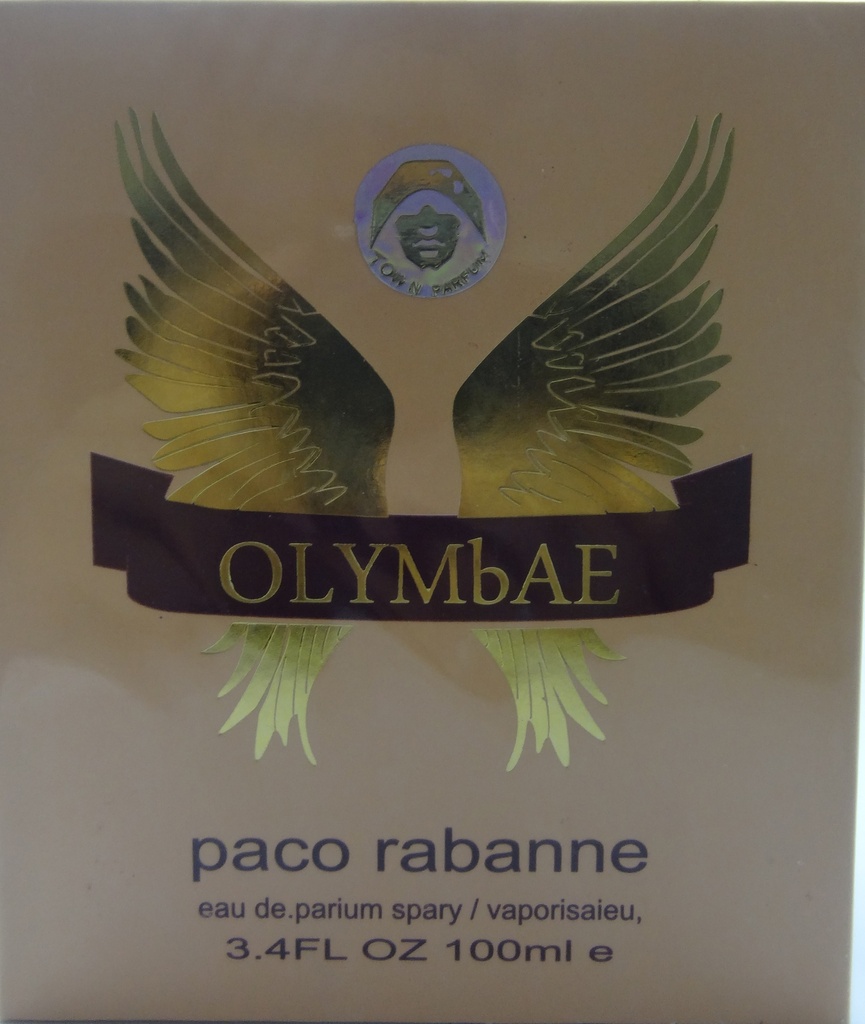 TOWN PARFUM
OLYMbAE
paco rabanne
eau de.parium spary / vaporisaieu,
3.4FL OZ 100ml e